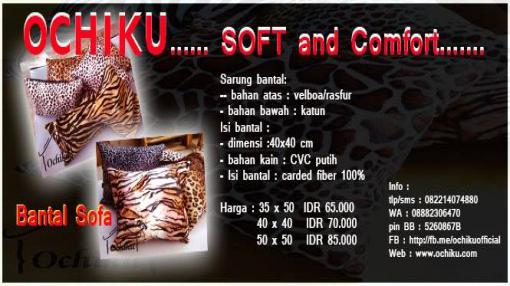 OCHIKU...... SOFT and Comfort.......
Sarung bantal:
-- bahan atas : velboa/rasfur
- bahan bawah : katun
Isi bantal :
- dimensi :40x40 cm
- bahan kain : CVC putih
- Isi bantal : carded fiber 100%
Harga : 35 x 50 IDR 65.000
40 x 40 IDR 70.000
50 x 50 IDR 85.000
Info :
tlp/sms : 082214074880
WA : 08882306470
pin BB : 5260867B
FB : http://fb.me/ochikuofficial
Web : www.ochiku.com
Bantal Sofa
Ochiku